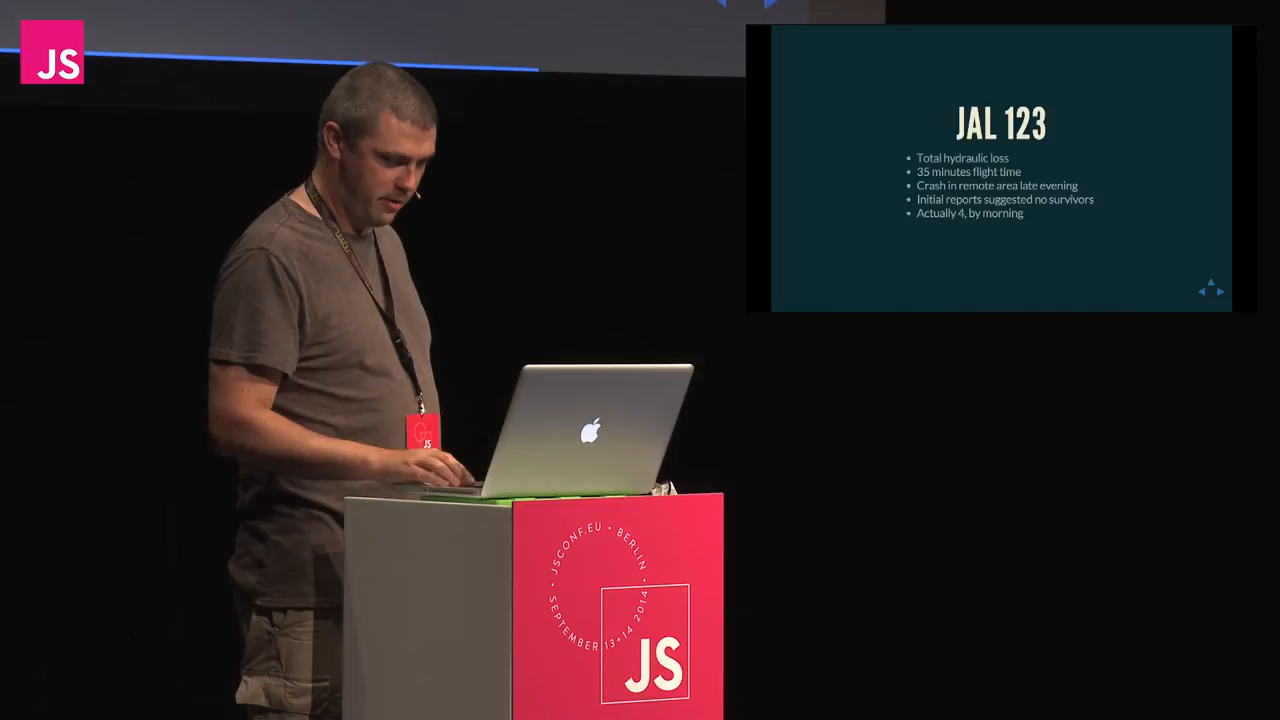 JS
JAL 123
Total hydraulic loss
35 minutes flight time
Crash in remote area late evening
Initial reports suggested no survivors
Actually 4, by morning
JS
JSCONF.EU • BERLIN • SEPTEMBER 13+14 2014 •
JS